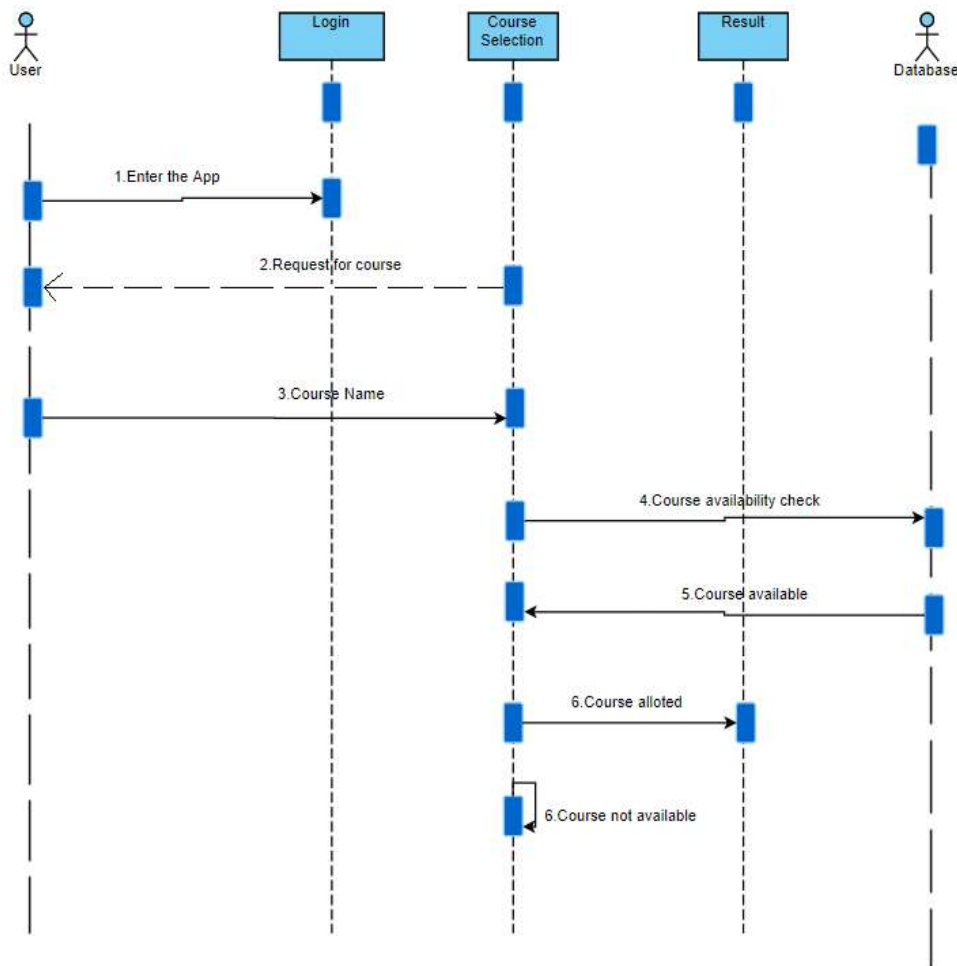 Login
Course
Selection
Result
User
Database
1.Enter the App
2.Request for course
3.Course Name
4.Course availability check
5.Course available
6.Course alloted
6.Course not available